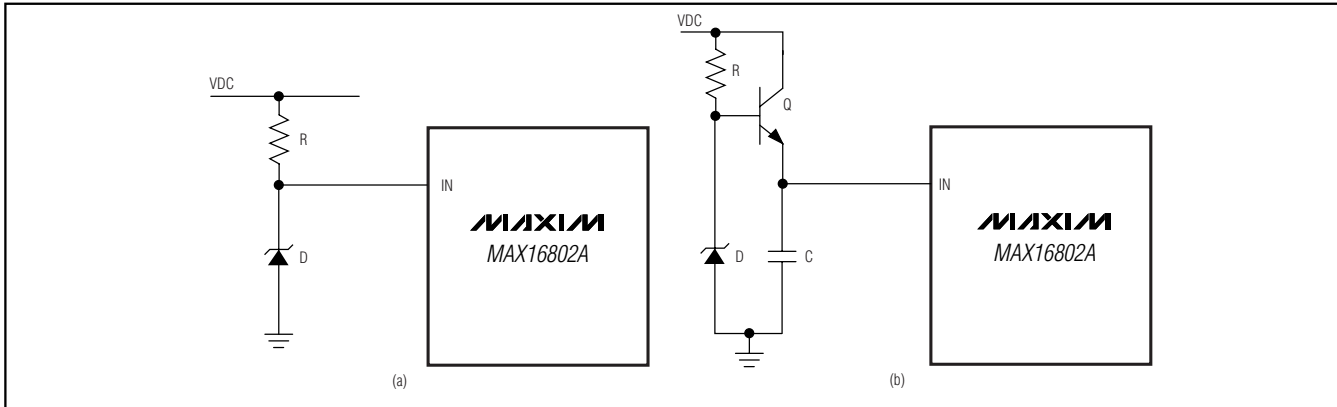 VDC
R
D
IN
MAXIM
MAX16802A
(a)
VDC
R
Q
D
C
IN
MAXIM
MAX16802A
(b)